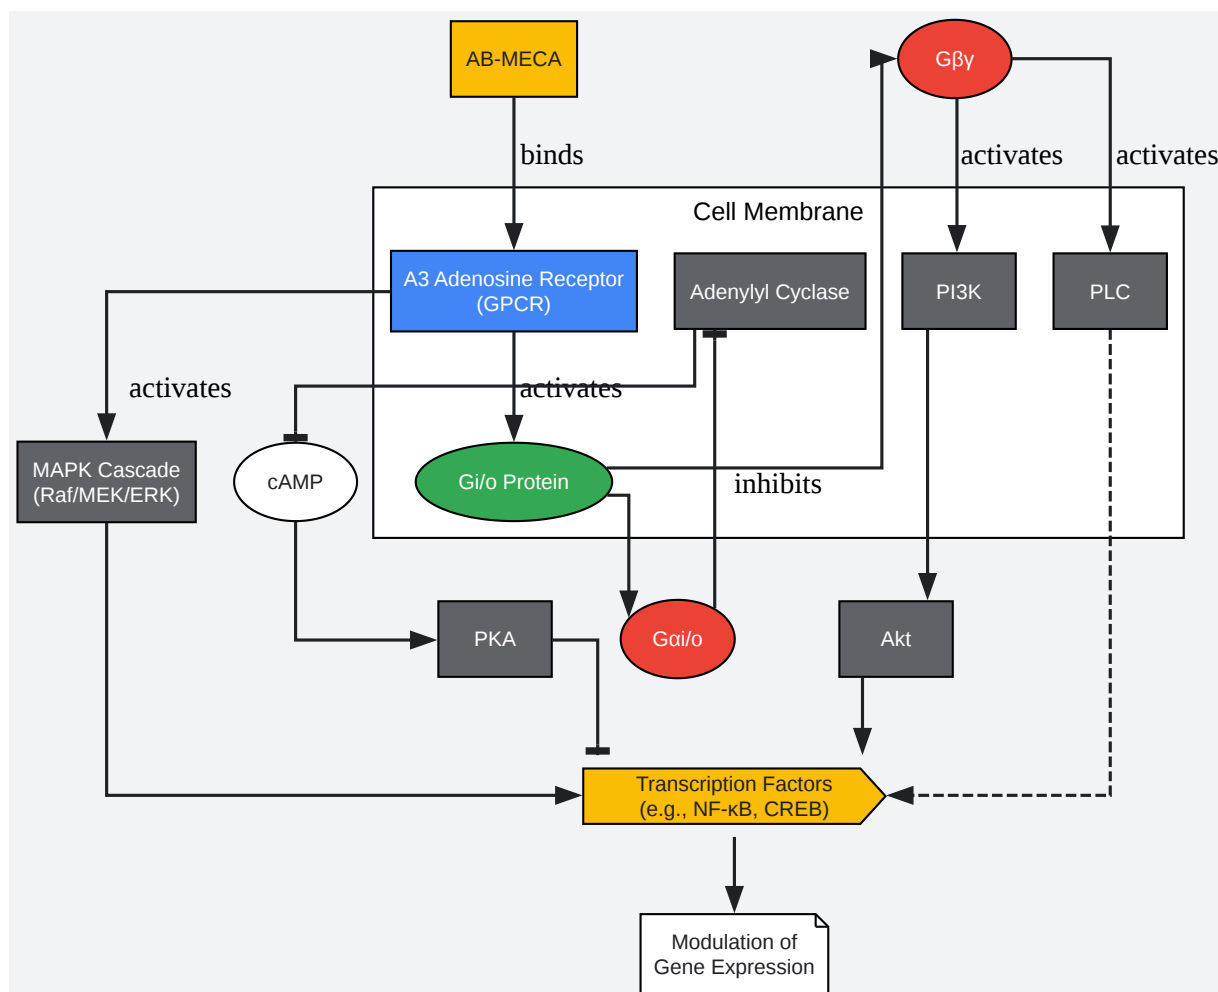 AB-MECA
Gβγ
binds
activates
activates
Cell Membrane
A3 Adenosine Receptor
(GPCR)
Adenylyl Cyclase
PI3K
PLC
activates
activates
MAPK Cascade
(Raf/MEK/ERK)
cAMP
Gi/o Protein
inhibits
PKA
Gαi/o
Akt
Transcription Factors
(e.g., NF-κB, CREB)
Modulation of
Gene Expression